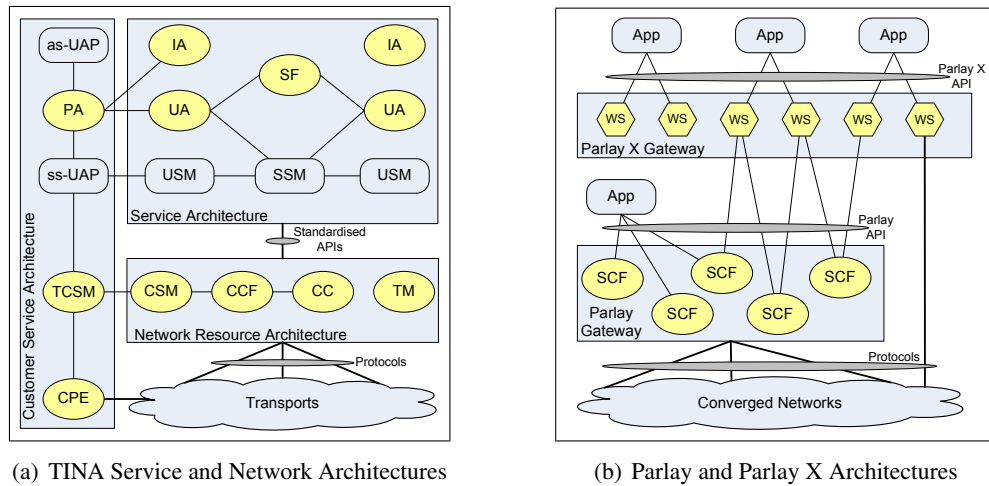 as-UAP
IA
IA
SF
PA
UA
UA
ss-UAP
USM
SSM
USM
Service Architecture
Customer Service Architecture
Standardised
APIs
TCSM
CSM
CCF
CC
TM
Network Resource Architecture
Protocols
CPE
Transports
(a) TINA Service and Network Architectures
App
App
App
Parlay X
API
WS
WS
WS
WS
WS
WS
Parlay X Gateway
App
Parlay
API
SCF
SCF
SCF
SCF
SCF
Parlay
Gateway
Protocols
Converged Networks
(b) Parlay and Parlay X Architectures